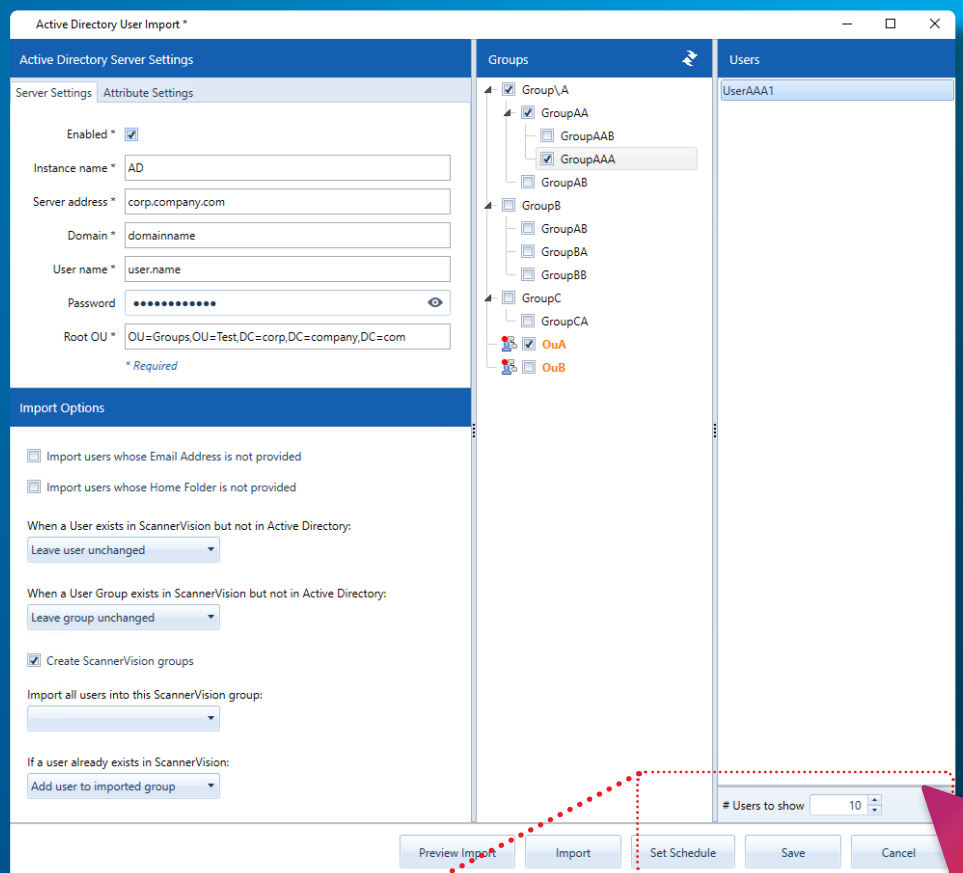 Active Directory User Import *
Active Directory Server Settings
Server Settings Attribute Settings
Enabled *
Instance name * AD
Server address * corp.company.com
Domain * domainname
User name * user.name
Password ••••••••••••
Root OU * OU=Groups,OU=Test,DC=corp,DC=company,DC=com
* Required
Import Options
Import users whose Email Address is not provided
Import users whose Home Folder is not provided
When a User exists in ScannerVision but not in Active Directory:
Leave user unchanged
When a User Group exists in ScannerVision but not in Active Directory:
Leave group unchanged
Create ScannerVision groups
Import all users into this ScannerVision group:
If a user already exists in ScannerVision:
Add user to imported group
Groups
Group\A
GroupAA
GroupAAB
GroupAAA
GroupAB
GroupB
GroupAB
GroupBA
GroupBB
GroupC
GroupCA
OuA
OuB
Users
UserAAA1
# Users to show 10
Preview Import Import Set Schedule Save Cancel